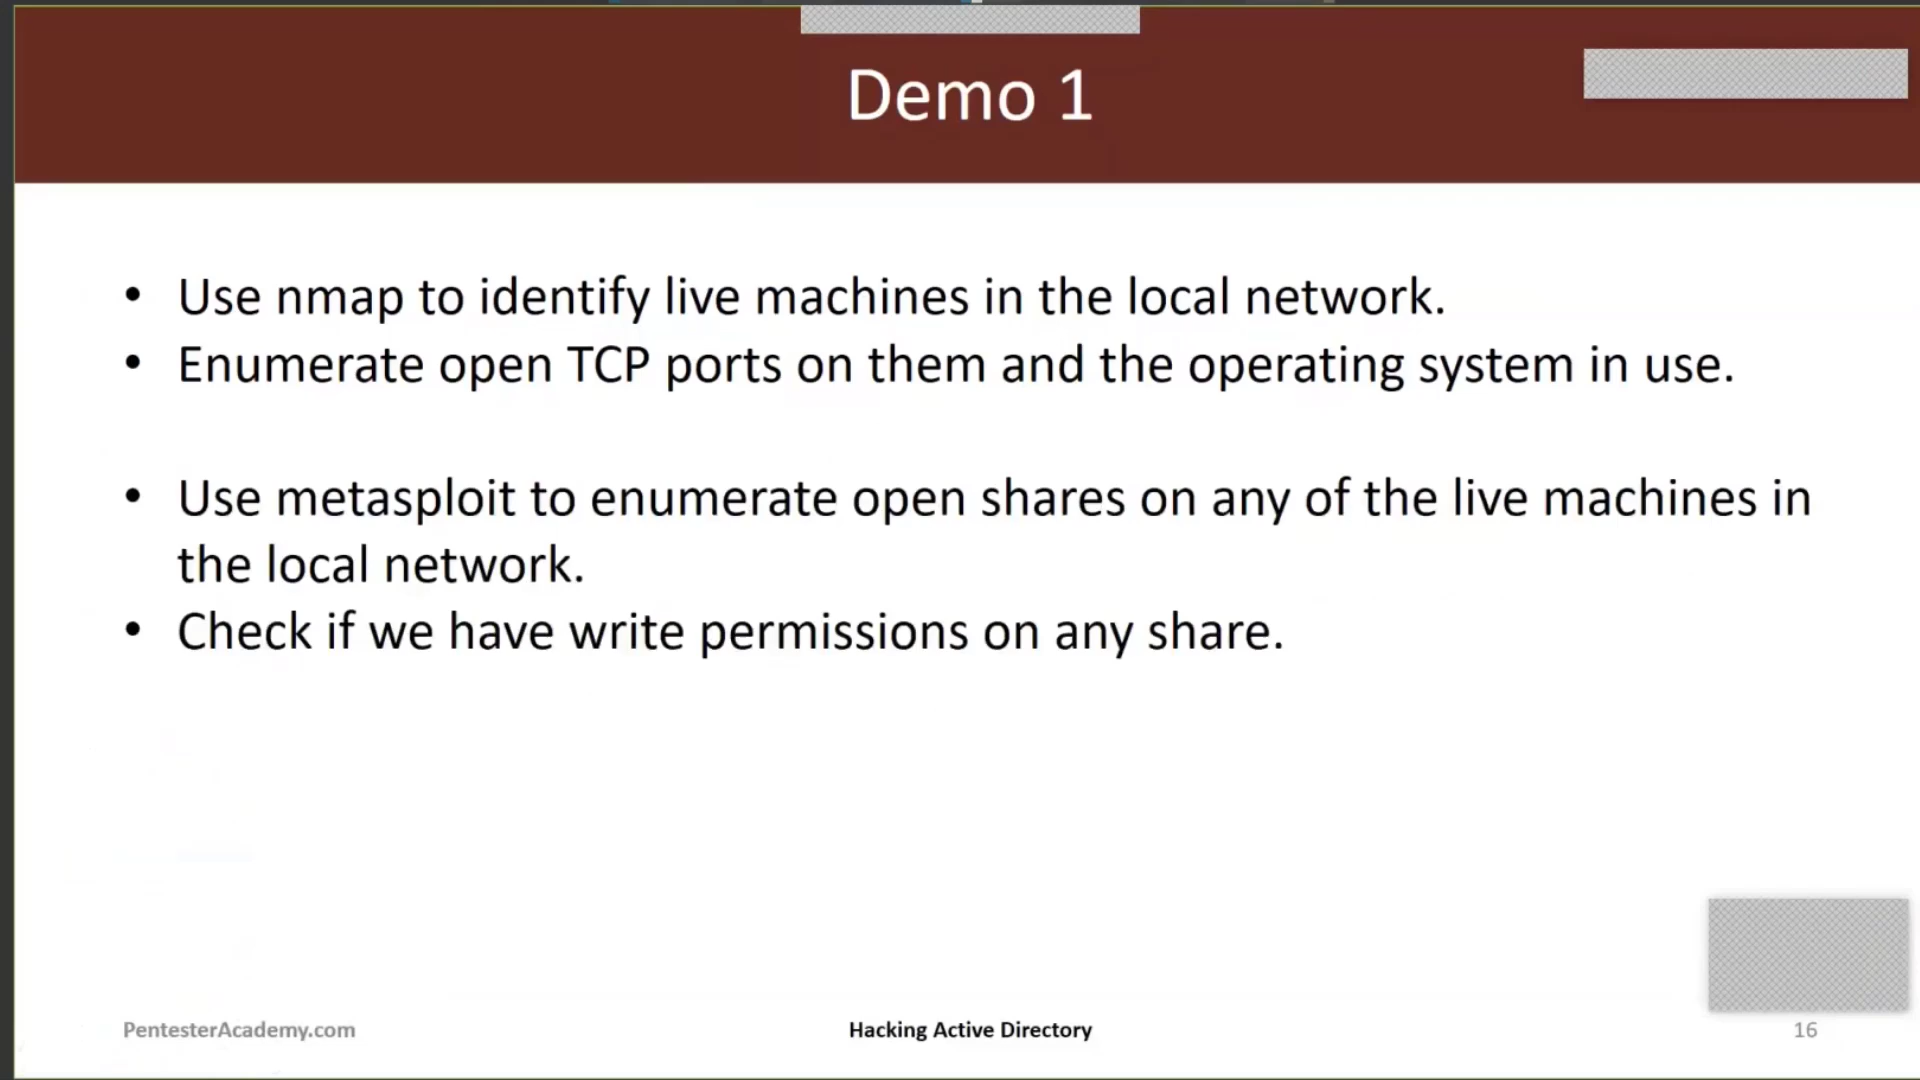 Demo 1
• Use nmap to identify live machines in the local network.
• Enumerate open TCP ports on them and the operating system in use.
• Use metasploit to enumerate open shares on any of the live machines in
the local network.
• Check if we have write permissions on any share.
PentesterAcademy.com
Hacking Active Directory
16